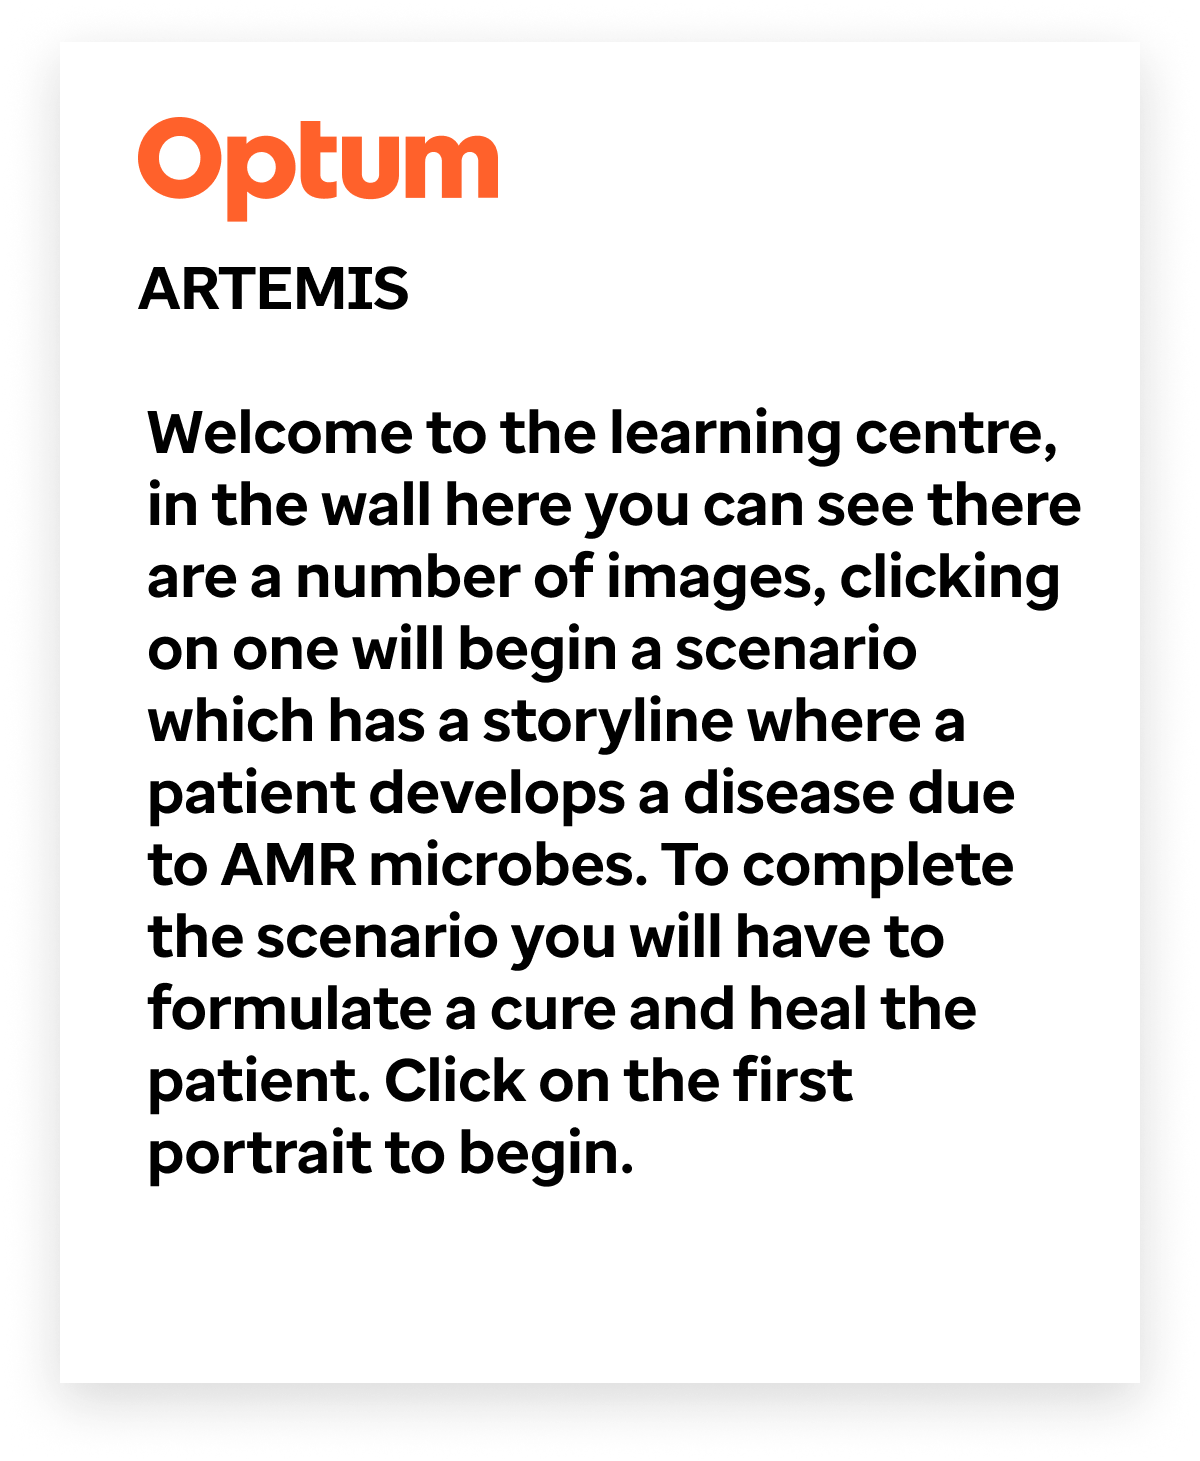 Optum
ARTEMIS
Welcome to the learning centre,
in the wall here you can see there
are a number of images, clicking
on one will begin a scenario
which has a storyline where a
patient develops a disease due
to AMR microbes. To complete
the scenario you will have to
formulate a cure and heal the
patient. Click on the first
portrait to begin.